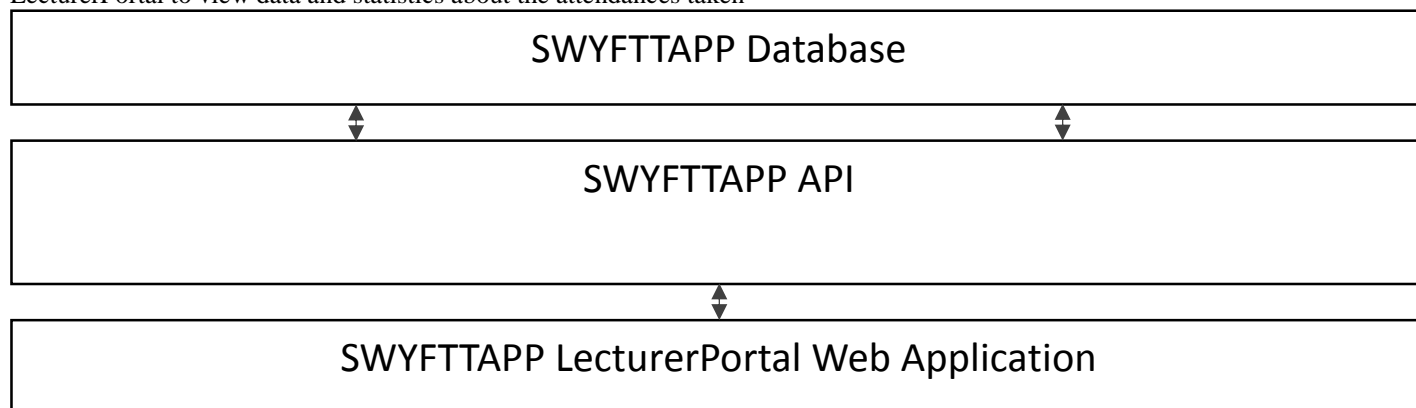 LecturerPortal to view data and statistics about the attendances taken
SWYFTTAPP Database
SWYFTTAPP API
SWYFTTAPP LecturerPortal Web Application